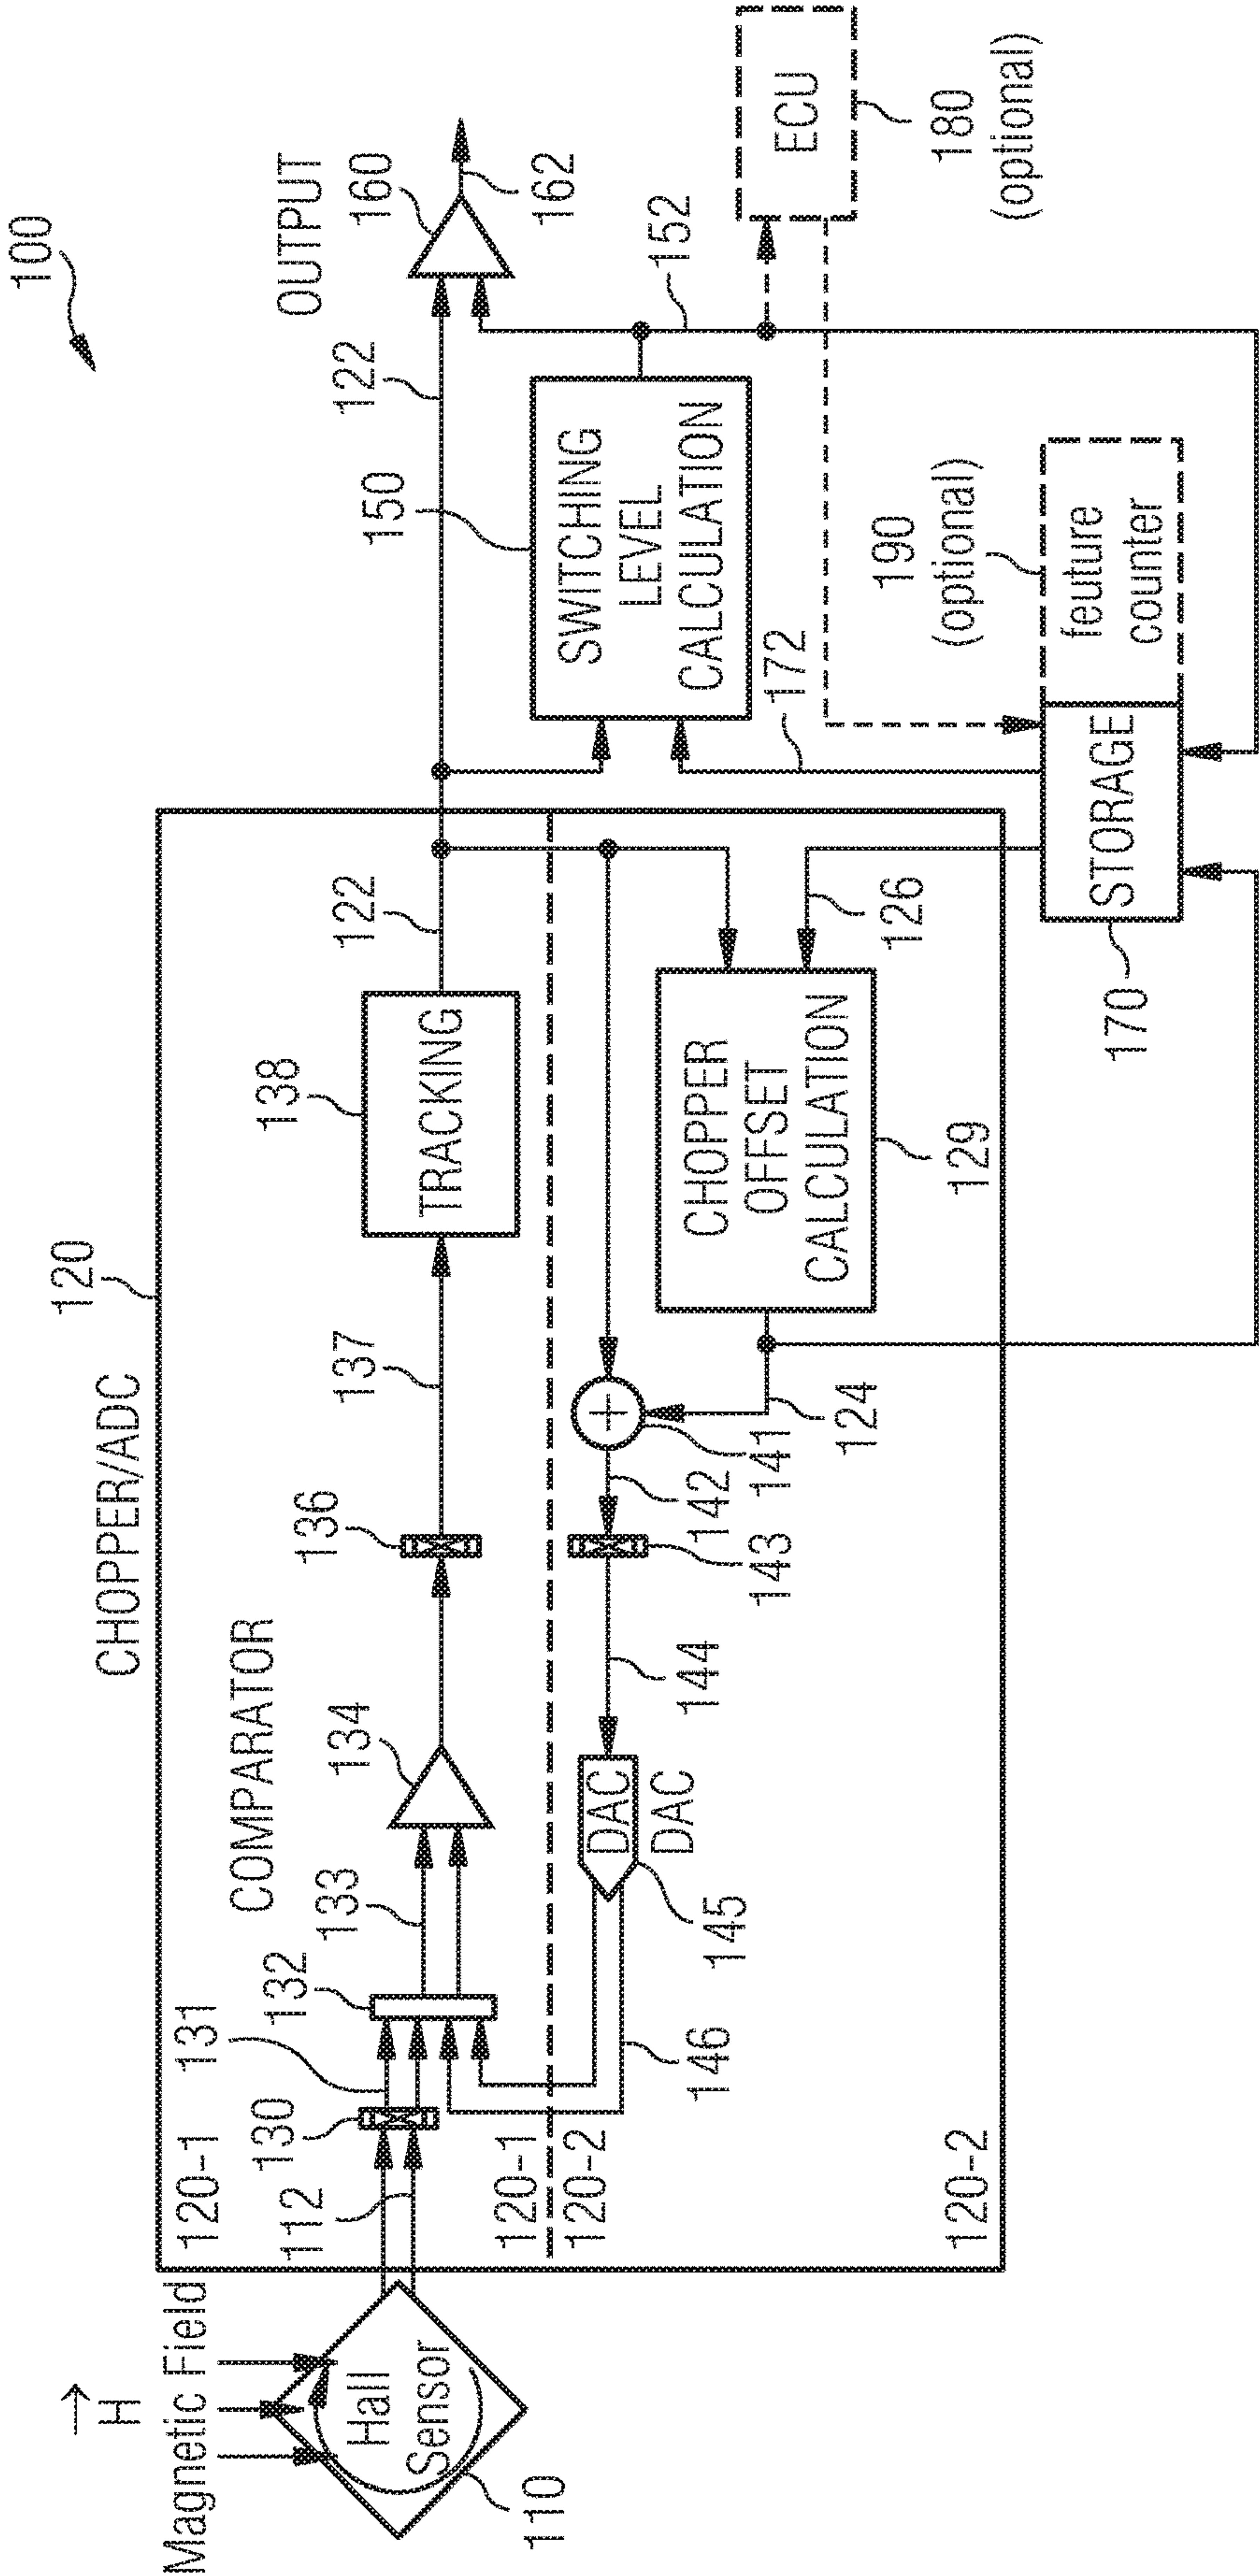 100
CHOPPER/ADC
120
H
Magnetic Field
Hall
Sensor
110
120-1
112
130
131
132
133
COMPARATOR
134
136
137
138
TRACKING
122
122
OUTPUT
160
162
120-1
120-2
146
145
DAC
DAC
144
143
142
141
124
CHOPPER
OFFSET
CALCULATION
129
126
120-2
150
SWITCHING
LEVEL
CALCULATION
152
172
ECU
180
(optional)
190
(optional)
feuture
counter
STORAGE
170